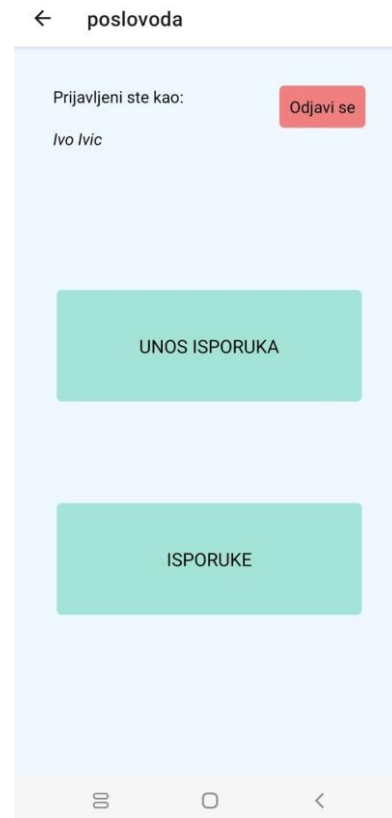 poslovoda
Prijavljeni ste kao:
Odjavi se
Ivo Ivic
UNOS ISPORUKA
ISPORUKE